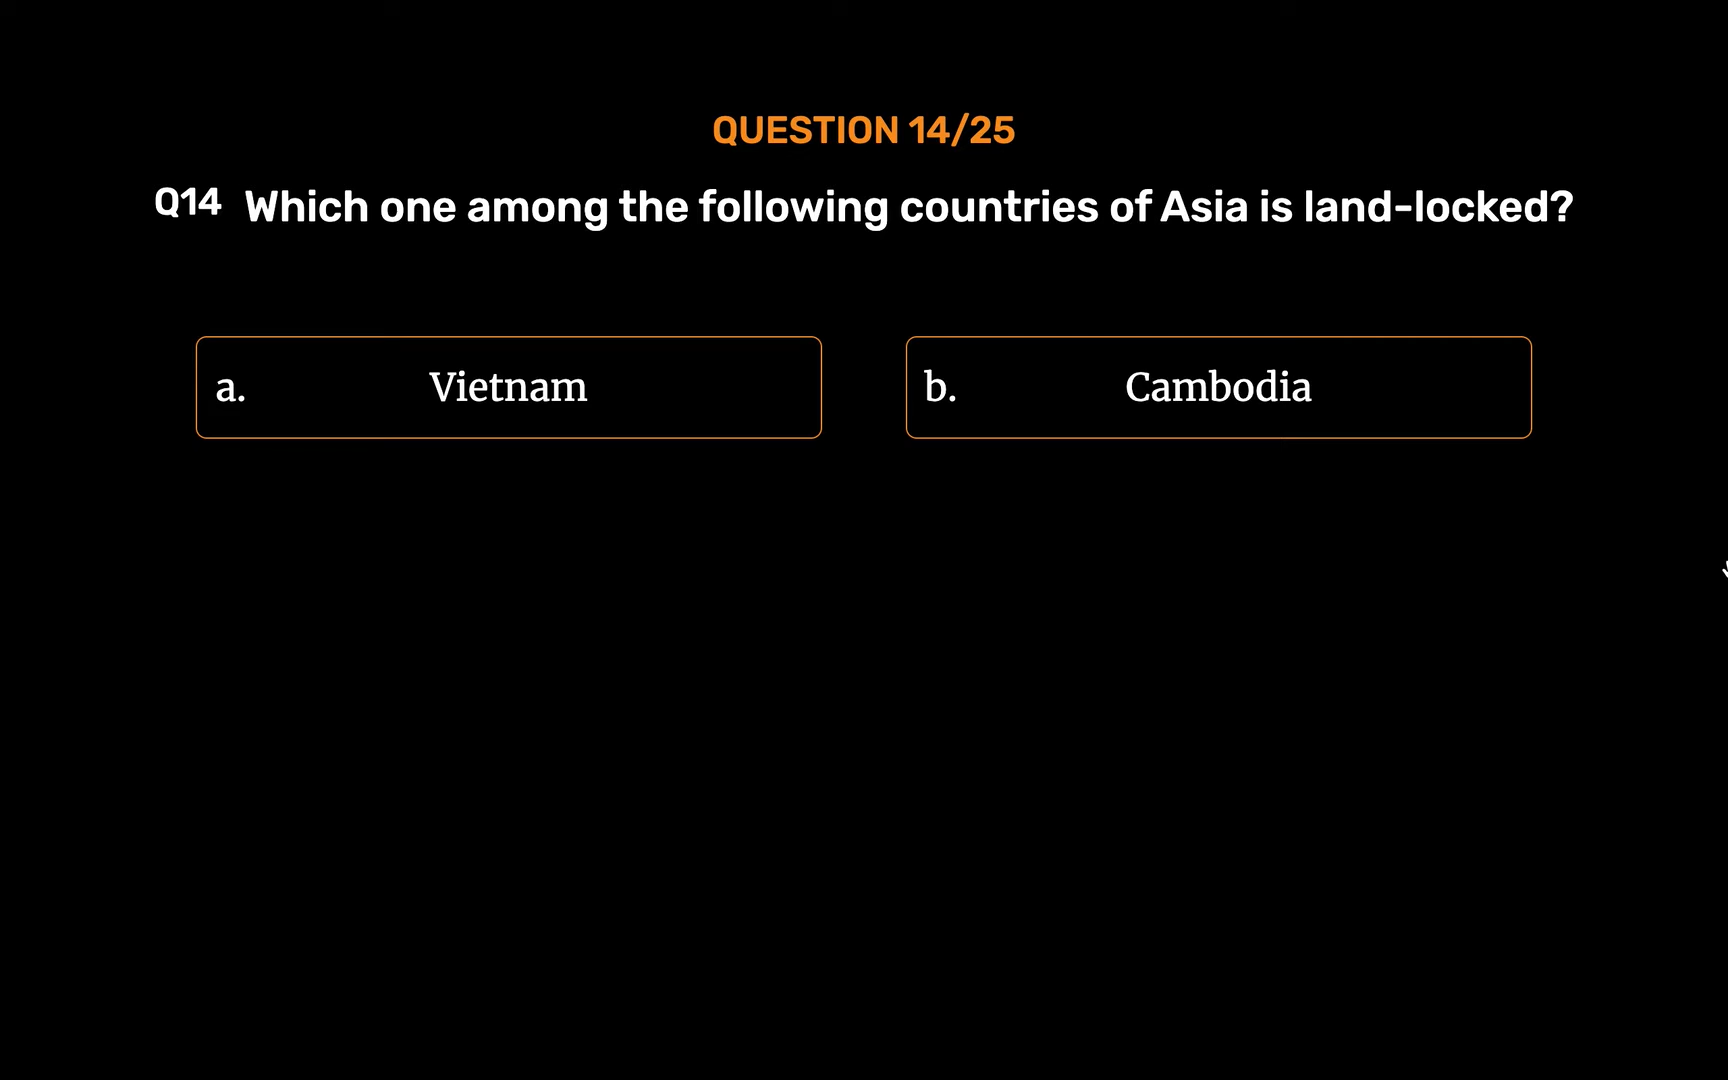 QUESTION 14/25
Q14 Which one among the following countries of Asia is land-locked?
a. Vietnam
b. Cambodia